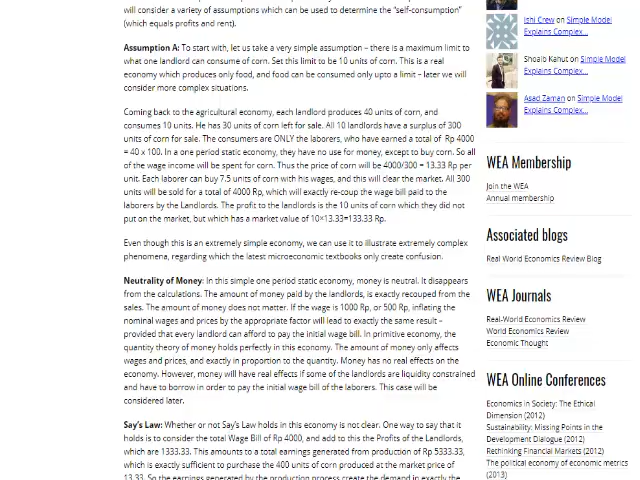 will consider a variety of assumptions which can be used to determine the “self-consumption”
(which equals profits and rent).
Assumption A: To start with, let us take a very simple assumption – there is a maximum limit to
what one landlord can consume of corn. Set this limit to be 10 units of corn. This is a real
economy which produces only food, and food can be consumed only upto a limit – later we will
consider more complex situations.
Coming back to the agricultural economy, each landlord produces 40 units of corn, and
consumes 10 units. He has 30 units of corn left for sale. All 10 landlords have a surplus of 300
units of corn for sale. The consumers are ONLY the laborers, who have earned a total of Rp 4000
= 40 x 100. In a one period static economy, they have no use for money, except to buy corn. So all
of the wage income will be spent for corn. Thus the price of corn will be 4000/300 = 13.33 Rp per
unit. Each laborer can buy 7.5 units of corn with his wages, and this will clear the market. All 300
units will be sold for a total of 4000 Rp, which will exactly re-coup the wage bill paid to the
laborers by the Landlords. The profit to the landlords is the 10 units of corn which they did not
put on the market, but which has a market value of 10×13.33=133.33 Rp.
Even though this is an extremely simple economy, we can use it to illustrate extremely complex
phenomena, regarding which the latest microeconomic textbooks only create confusion.
Neutrality of Money: In this simple one period static economy, money is neutral. It disappears
from the calculations. The amount of money paid by the landlords, is exactly recouped from the
sales. The amount of money does not matter. If the wage is 1000 Rp, or 500 Rp, inflating the
nominal wages and prices by the appropriate factor will lead to exactly the same result –
provided that every landlord can afford to pay the initial wage bill. In primitive economy, the
quantity theory of money holds perfectly in this economy. The amount of money only affects
wages and prices, and exactly in proportion to the quantity. Money has no real effects on the
economy. However, money will have real effects if some of the landlords are liquidity constrained
and have to borrow in order to pay the initial wage bill of the laborers. This case will be
considered later.
Say’s Law: Whether or not Say’s Law holds in this economy is not clear. One way to say that it
holds is to consider the total Wage Bill of Rp 4000, and add to this the Profits of the Landlords,
which are 1333.33. This amounts to a total earnings generated from production of Rp 5333.33,
which is exactly sufficient to purchase the 400 units of corn produced at the market price of
13.33. So the earnings generated by the production process create the demand in exactly the
Ishi Crew on Simple Model
Explains Complex…
Shoaib Kahut on Simple Model
Explains Complex…
Asad Zaman on Simple Model
Explains Complex…
WEA Membership
Join the WEA
Annual membership
Associated blogs
Real World Economics Review Blog
WEA Journals
Real-World Economics Review
World Economics Review
Economic Thought
WEA Online Conferences
Economics in Society: The Ethical
Dimension (2012)
Sustainability: Missing Points in the
Development Dialogue (2012)
Rethinking Financial Markets (2012)
The political economy of economic metrics
(2013)